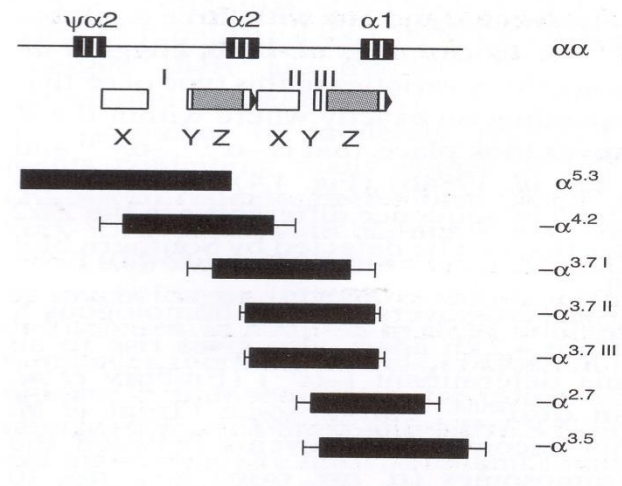 ψα2 α2 α1
αα
I II III
X Y Z X Y Z
α5.3
–α4.2
–α3.7 I
–α3.7 II
–α3.7 III
–α2.7
–α3.5